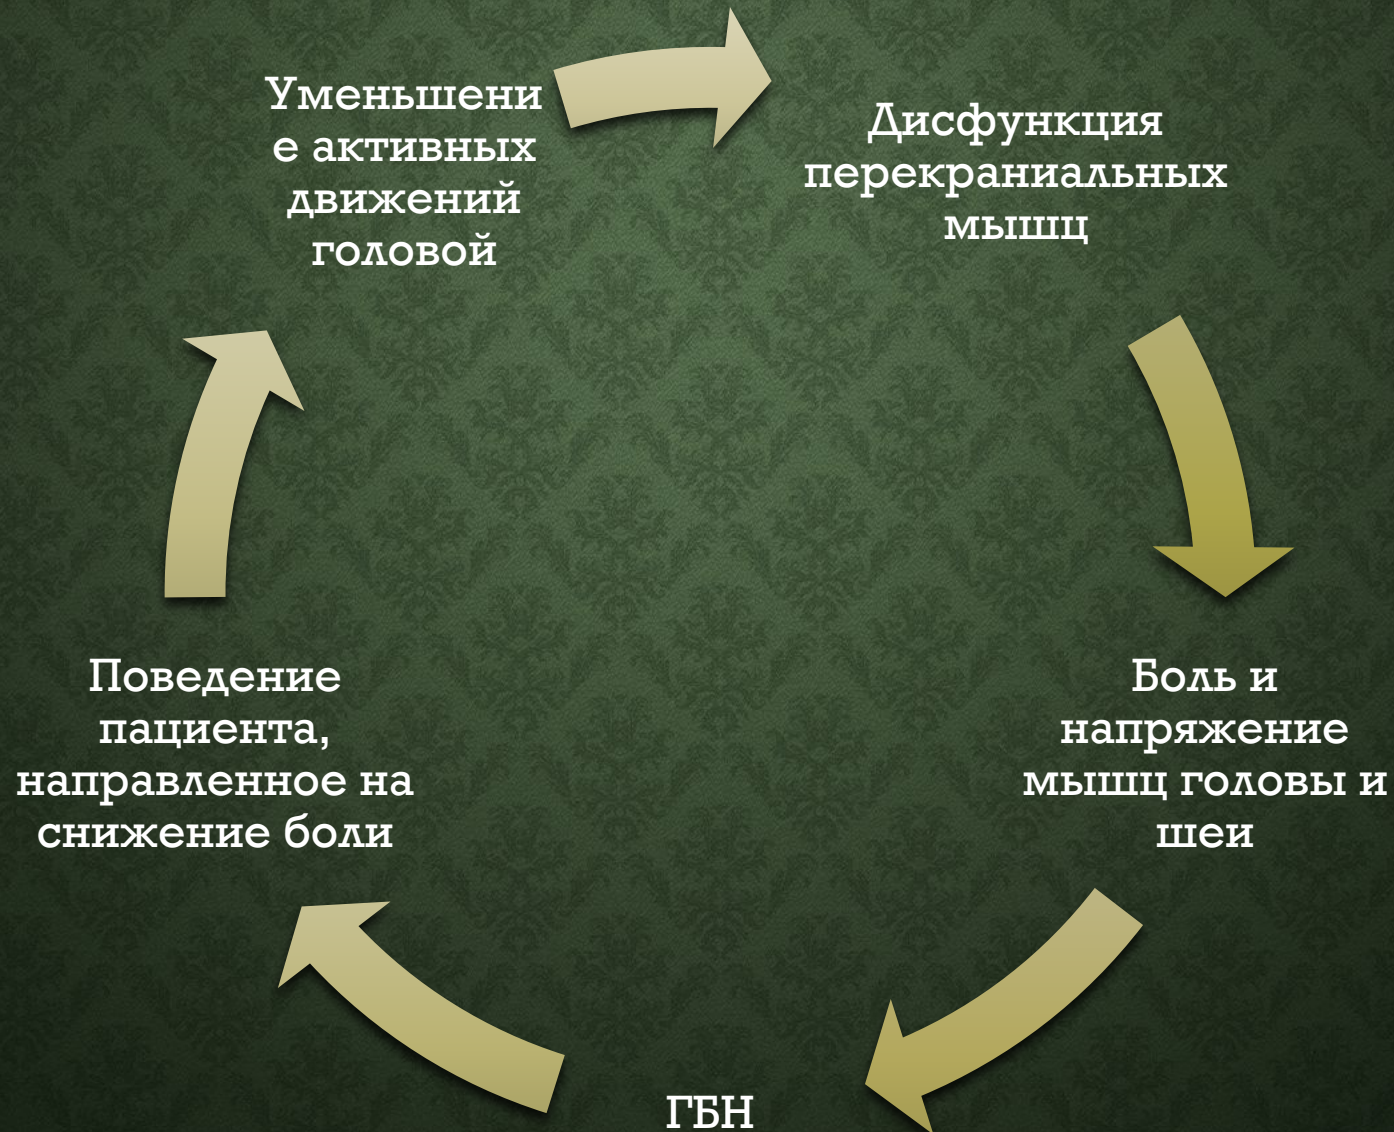 Уменьшени
е активных
движений
головой
Дисфункция
перекраниальных
мышц
Боль и
напряжение
мышц головы и
шеи
ГБН
Поведение
пациента,
направленное на
снижение боли